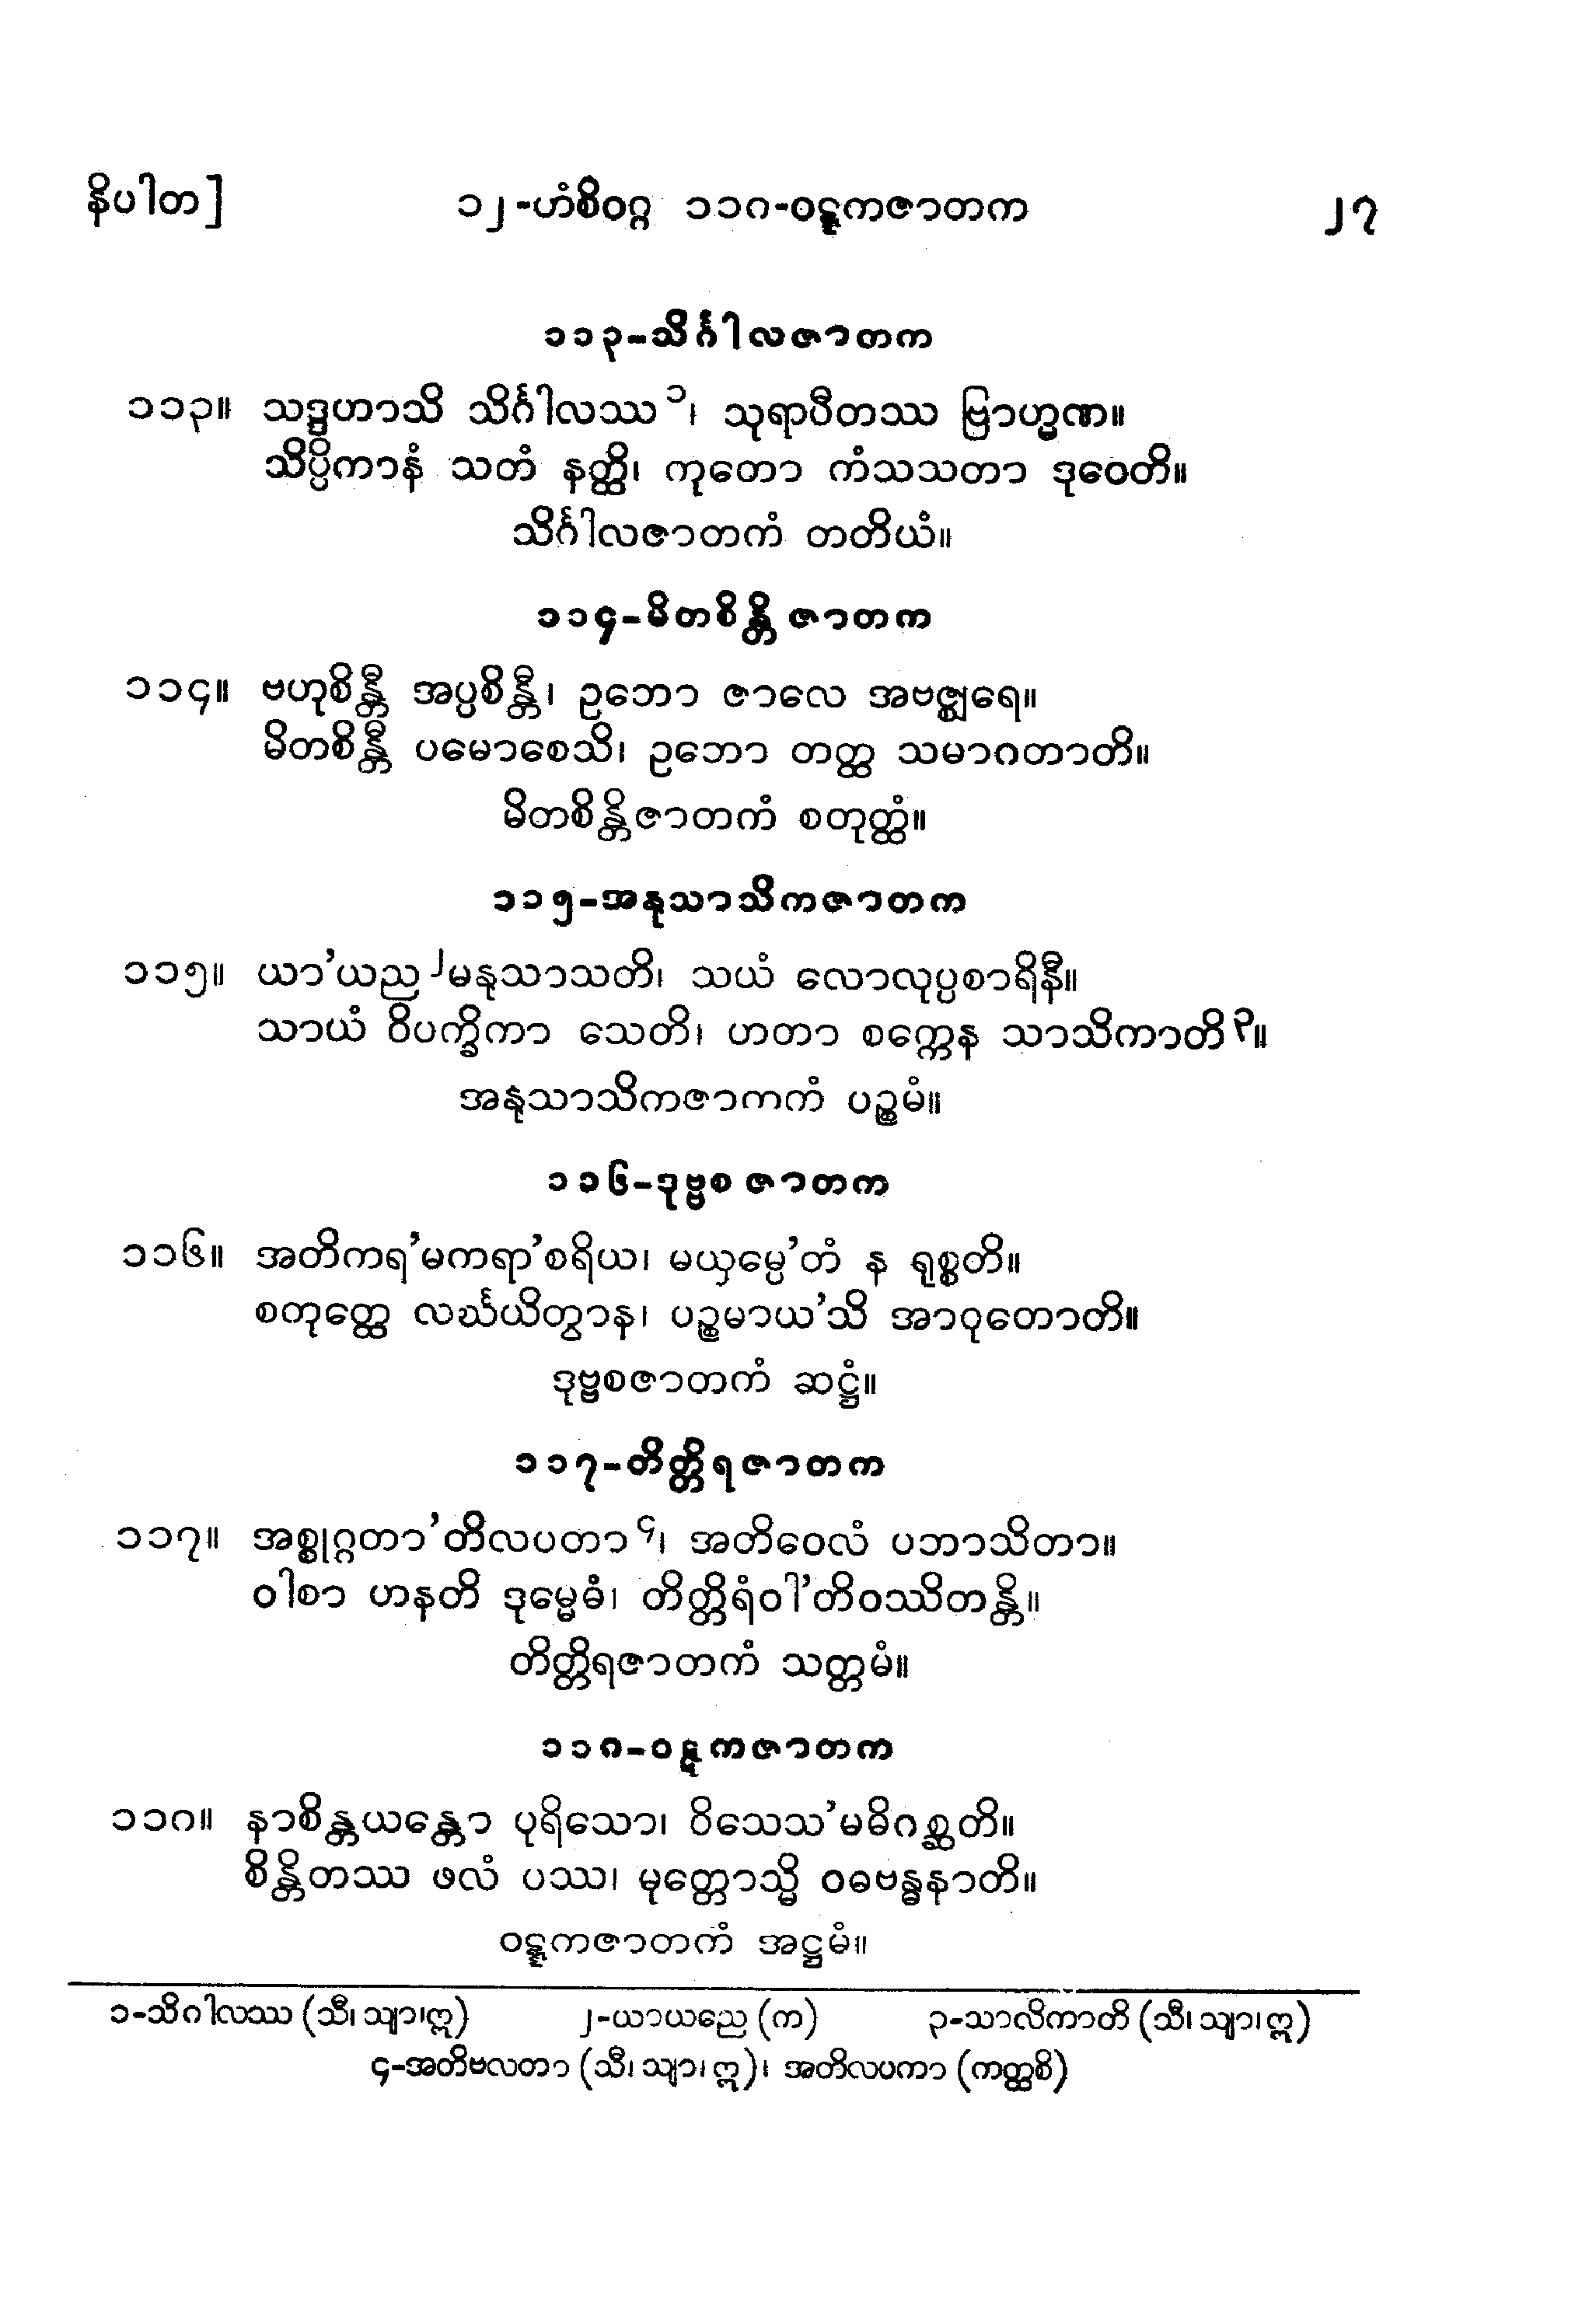 နိပါတ]	၁၂-ဟံစိဝဂ္ဂ ၁၁ဂ-ဝဋ္ဋကဇာတက	၂၇
၁၁၃-သိင်္ဂါလဇာတက
၁၁၃။ သဒ္ဒဟာသိ သိင်္ဂါလဿ ၁၊ သုရာပီတဿ ဗြာဟ္မဏ။
သိပ္ပိကာနံ သတံ နတ္ထိ၊ ကုတော ကံသသတာ ဒုဝေတိ။
သိင်္ဂါလဇာတကံ တတိယံ။
၁၁၄-မိတစိန္တိ ဇာတက
၁၁၄။ ဗဟုစိန္တီ အပ္ပစိန္တီ၊ ဥဘော ဇာလေ အဗဇ္ဈရေ။
မိတစိန္တီ ပမောစေသိ၊ ဥဘော တတ္ထ သမာဂတာတိ။
မိတစိန္တိဇာတကံ စတုတ္ထံ။
၁၁၅-အနုသာသိကဇာတက
၁၁၅။ ယာ’ယည ၂မနုသာသတိ၊ သယံ လောလုပ္ပစာရိနီ။
သာယံ ဝိပက္ခိကာ သေတိ၊ ဟတာ စက္ကေန သာသိကာတိ ၃။
အနုသာသိကဇာကကံ ပဉ္စမံ။
၁၁၆-ဒုဗ္ဗစ ဇာတက
၁၁၆။ အတိကရ’မကရာ’စရိယ၊ မယှမ္ပေ’တံ န ရုစ္စတိ။
စကုတ္ထေ လင်္ဃယိတွာန၊ ပဉ္စမာယ’သိ အာဝုတောတိ။
ဒုဗ္ဗစဇာတကံ ဆဋ္ဌံ။
၁၁၇-တိတ္တိရဇာတက
၁၁၇။ အစ္စုဂ္ဂတာ’တိလပတာ ၄၊ အတိဝေလံ ပဘာသိတာ။
ဝါစာ ဟနတိ ဒုမ္မေဓံ၊ တိတ္တိရံဝါ’တိဝဿိတန္တိ။
တိတ္တိရဇာတကံ သတ္တမံ။
၁၁ဂ-ဝဋ္ဋကဇာတက
၁၁ဂ။ နာစိန္တယန္တော ပုရိသော၊ ဝိသေသ’မဓိဂစ္ဆတိ။
စိန္တိတဿ ဖလံ ပဿ၊ မုတ္တောသ္မိ ဝဓဗန္ဓနာတိ။
ဝဋ္ဋကဇာတကံ အဋ္ဌမံ။
၁-သိဂါလဿ (သီ၊ သျာ၊ဣ)	၂-ယာယညေ (က)	၃-သာလိကာတိ (သီ၊ သျာ၊ ဣ)
၄-အတိဗလတာ (သီ၊ သျာ၊ ဣ)၊ အတိလပကာ (ကတ္ထစိ)